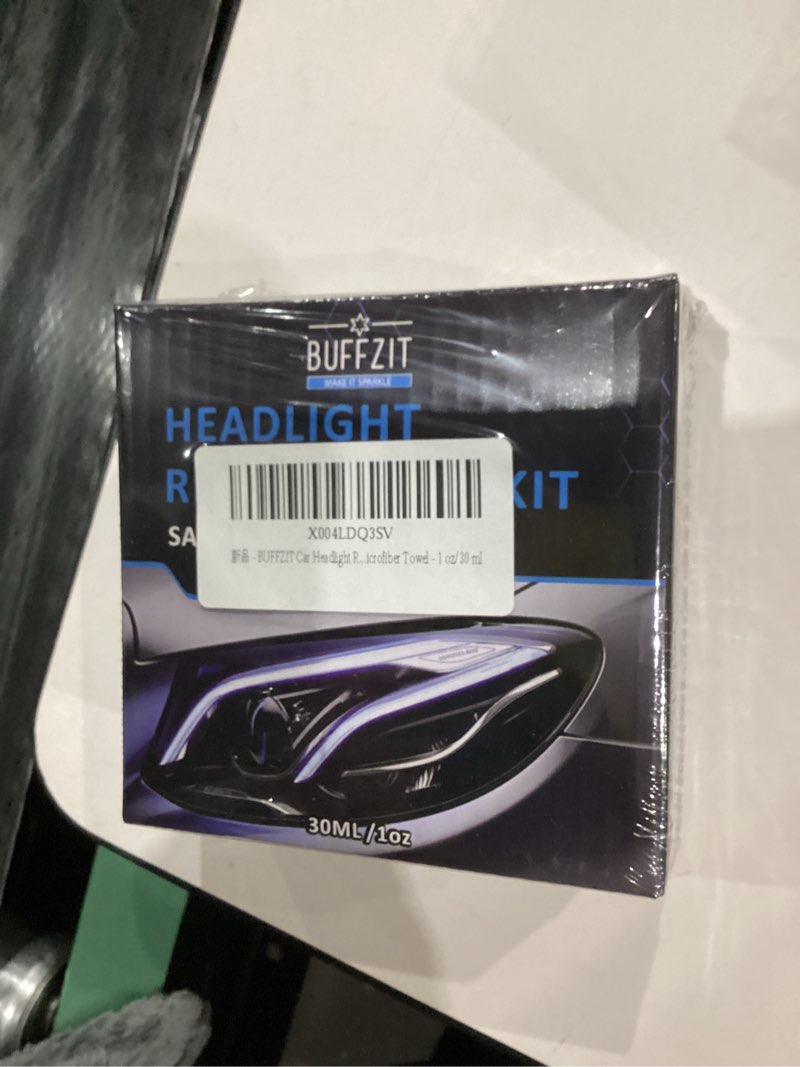 BUFFZIT
MAKE IT SPARKLE
HEADLIGHT
R KIT
SA
X004LDQ3SV
新品 - BUFFZIT Car Headlight R...icrofiber Towel - 1 oz/30 ml
30ML/1oz